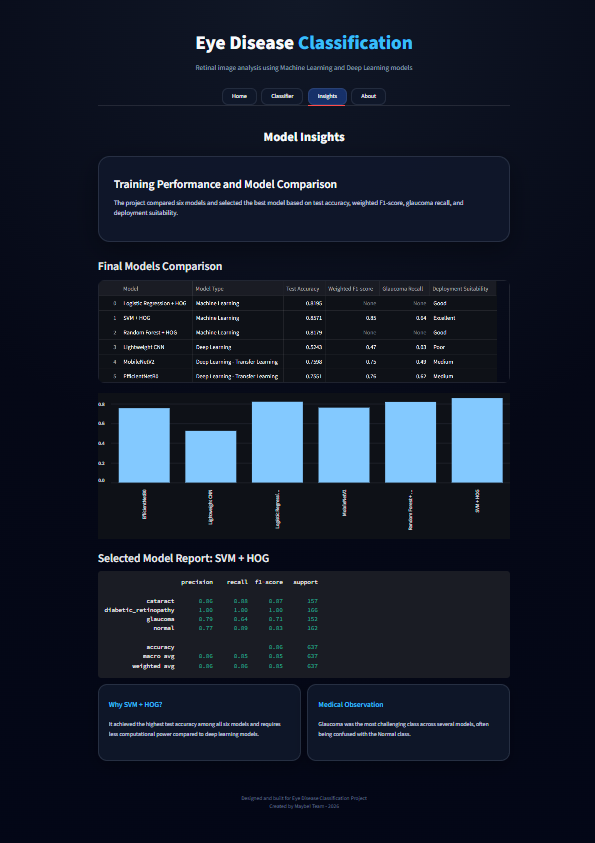 Eye Disease Classification
Retinal image analysis using Machine Learning and Deep Learning models
Home Classifier Insights About
Model Insights
Training Performance and Model Comparison
The project compared six models and selected the best model based on test accuracy, weighted F1-score, glaucoma recall, and
deployment suitability.
Final Models Comparison
Model Model Type Test Accuracy Weighted F1-score Glaucoma Recall Deployment Suitability
0 Logistic Regression + HOG Machine Learning 0.8195 None None Good
1 SVM + HOG Machine Learning 0.8571 0.85 0.64 Excellent
2 Random Forest + HOG Machine Learning 0.8179 None None Good
3 Lightweight CNN Deep Learning 0.5243 0.47 0.03 Poor
4 MobileNetV2 Deep Learning - Transfer Learning 0.7598 0.75 0.49 Medium
5 EfficientNetB0 Deep Learning - Transfer Learning 0.7551 0.76 0.62 Medium
0.8
0.6
0.4
0.2
0.0
EfficientNetB0
Lightweight CNN
Logistic Regressi...
MobileNetV2
Random Forest + ...
SVM + HOG
Selected Model Report: SVM + HOG
precision recall f1-score support
cataract 0.86 0.88 0.87 157
diabetic_retinopathy 1.00 1.00 1.00 166
glaucoma 0.79 0.64 0.71 152
normal 0.77 0.89 0.83 162
accuracy 0.86 637
macro avg 0.86 0.85 0.85 637
weighted avg 0.86 0.86 0.85 637
Why SVM + HOG?
It achieved the highest test accuracy among all six models and requires
less computational power compared to deep learning models.
Medical Observation
Glaucoma was the most challenging class across several models, often
being confused with the Normal class.
Designed and built for Eye Disease Classification Project
Created by Team - 2026